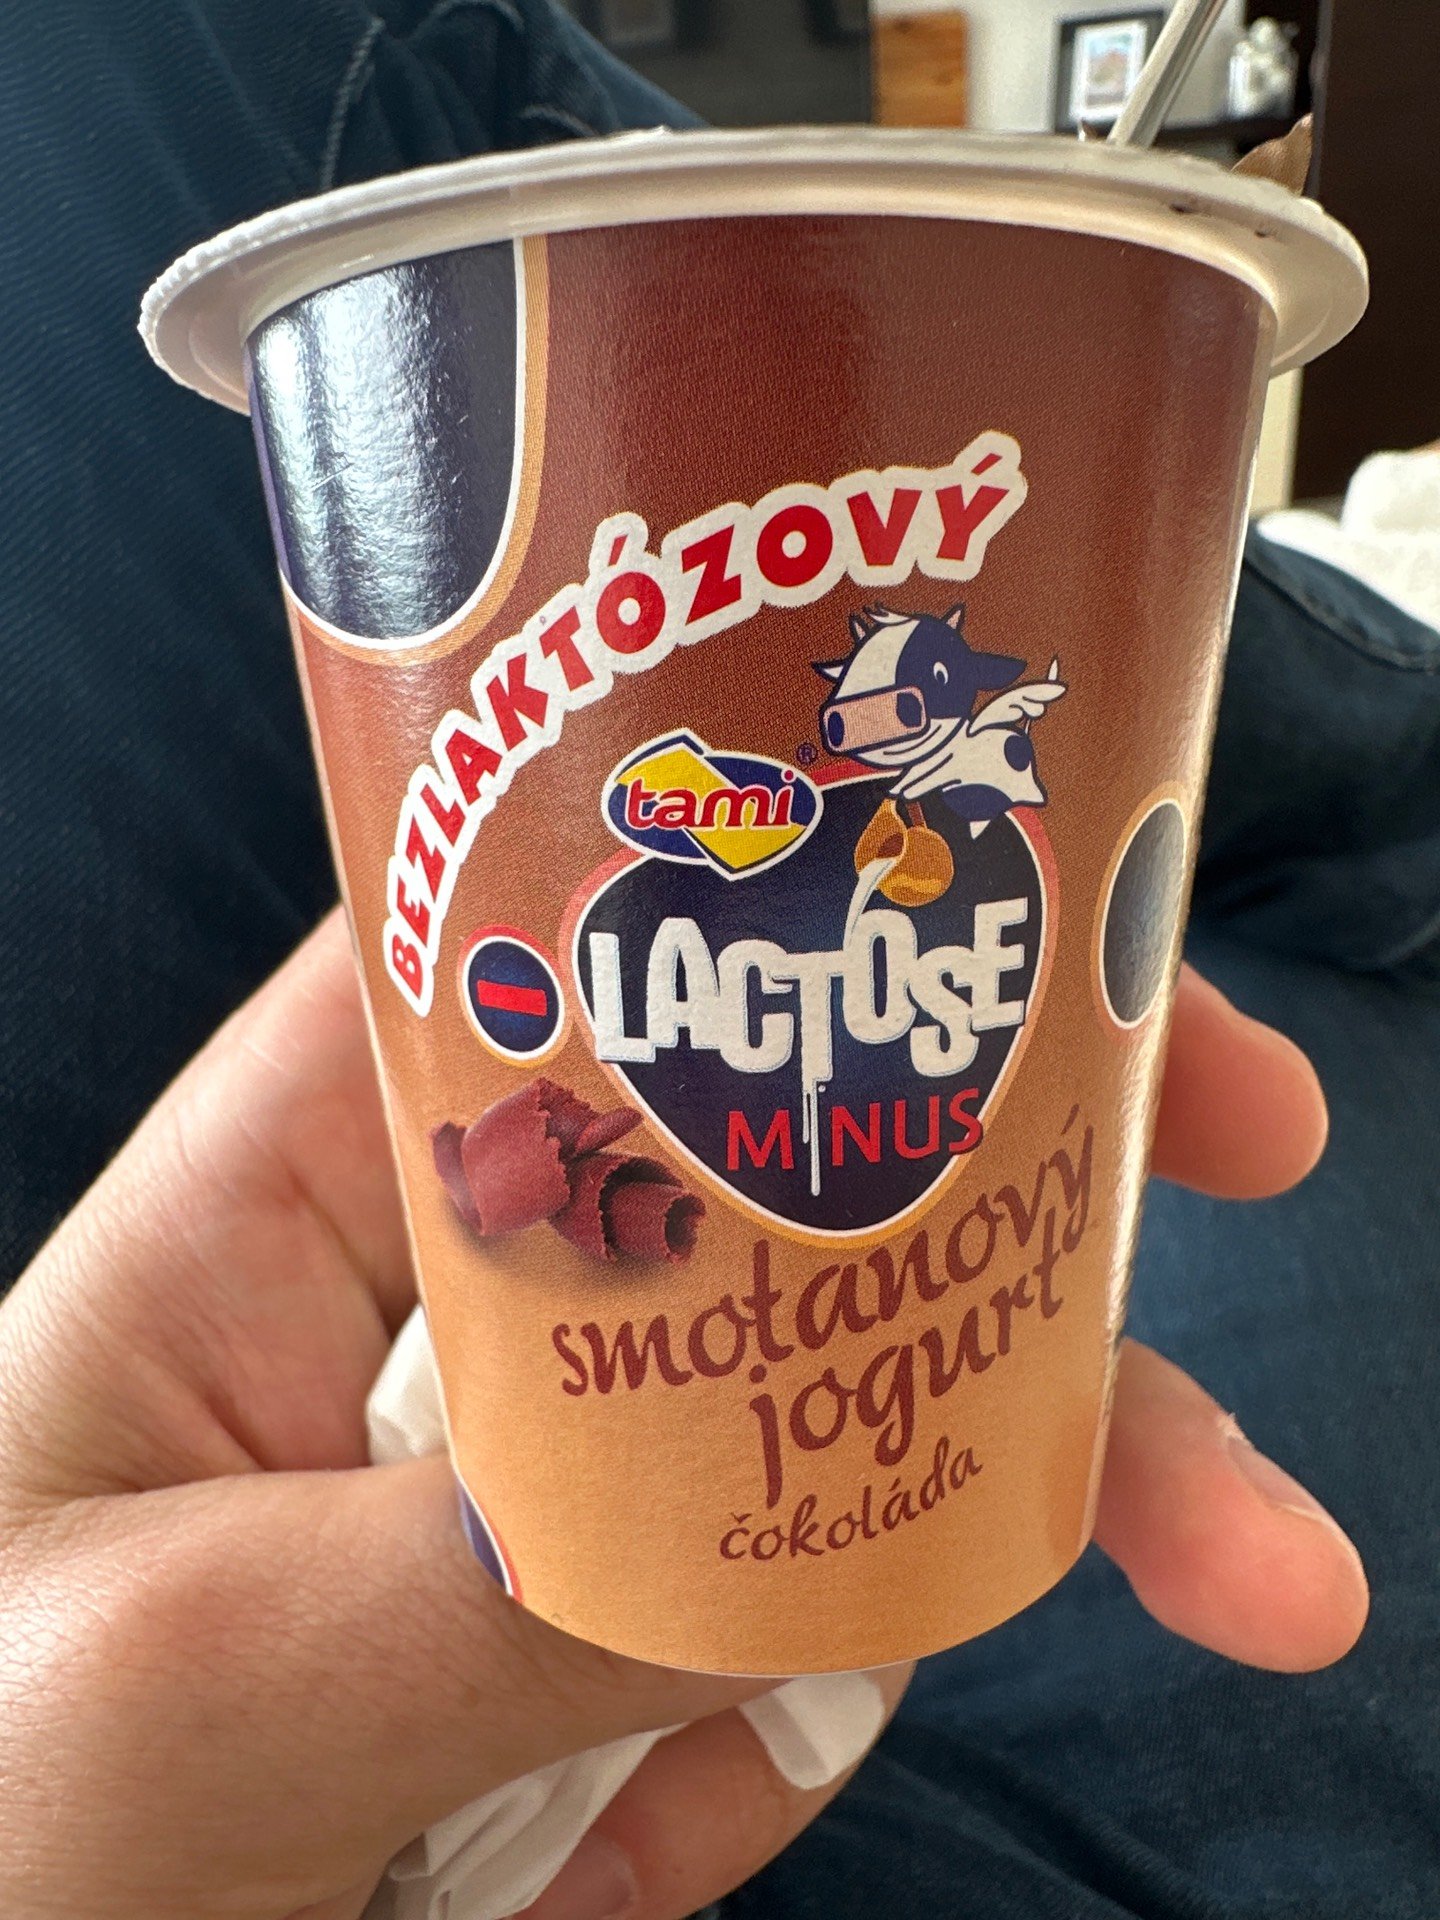 BEZLAKTÓZOVÝ
tami ®
LACTOSE
MINUS
smotanový
jogurt
čokoláda